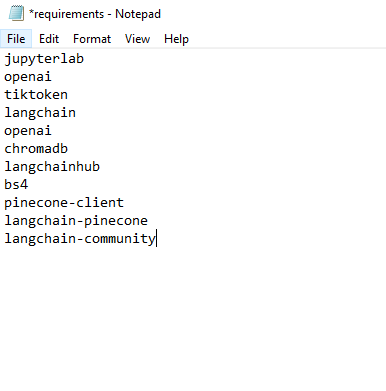 *requirements - Notepad
File Edit Format View Help
jupyterlab
openai
tiktoken
langchain
openai
chromadb
langchainhub
bs4
pinecone-client
langchain-pinecone
langchain-community